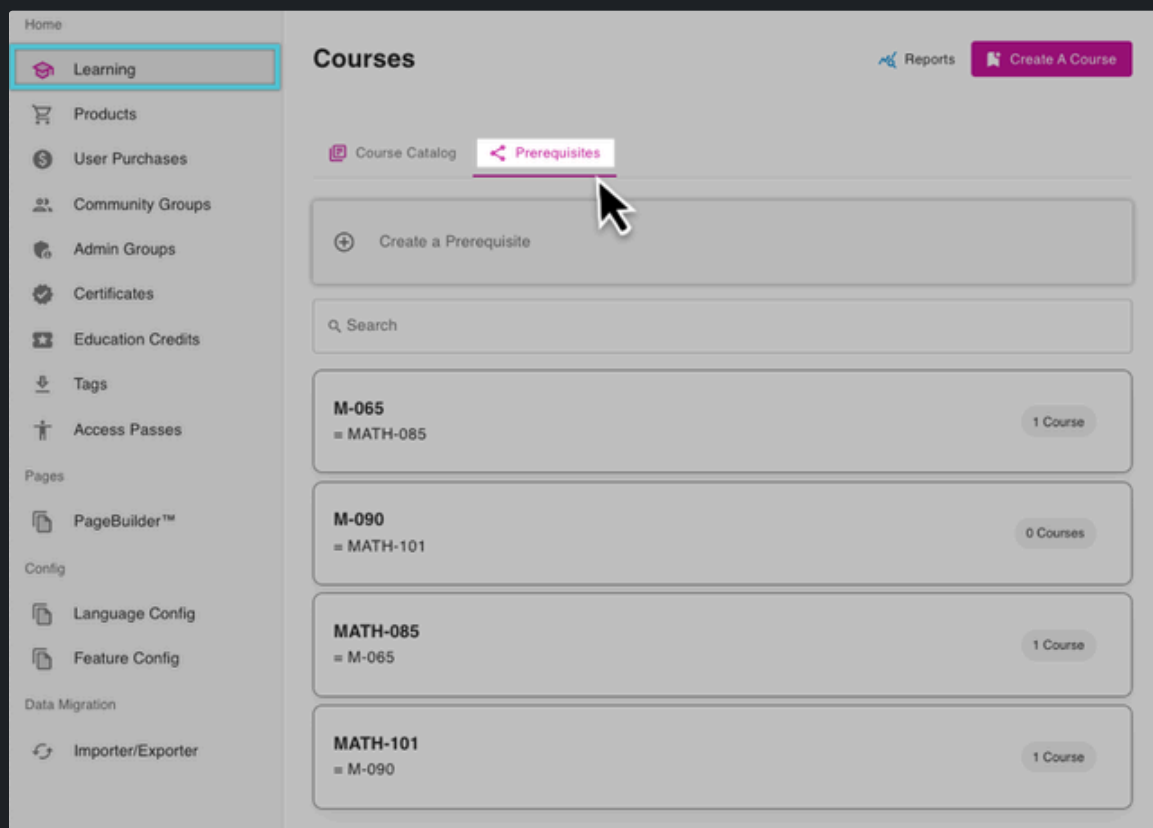 Home
Learning
Products
User Purchases
Community Groups
Admin Groups
Certificates
Education Credits
Tags
Access Passes
Pages
PageBuilder™
Config
Language Config
Feature Config
Data Migration
Importer/Exporter
Courses
Reports
Create A Course
Course Catalog
Prerequisites
Create a Prerequisite
Search
M-065
= MATH-085
1 Course
M-090
= MATH-101
0 Courses
MATH-085
= M-065
1 Course
MATH-101
= M-090
1 Course